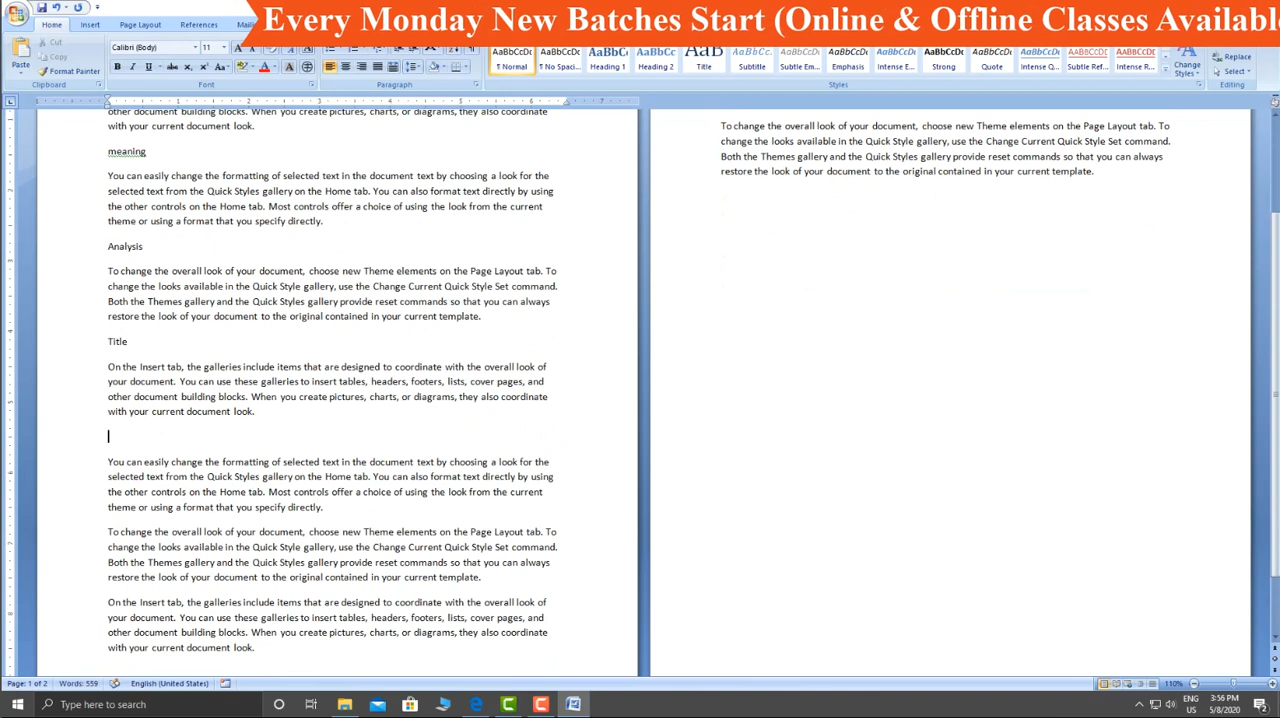 Every Monday New Batches Start (Online & Offline Classes Availabl
Home Insert Page Layout References
Cut
Copy
Format Painter
Paste
Clipboard
Calibri (Body) 11
Font
Paragraph
AaBbCcDc AaBbCcDc AaBbC AaBbCc AaB AaBbCc. AaBbCcDc AaBbCcDc AaBbCcDc AaBbCcDc AaBbCcDc AaBbCcDc AaBbCcDc AaBbCcDc
¶ Normal ¶ No Spaci... Heading 1 Heading 2 Title Subtitle Subtle Em... Emphasis Intense E... Strong Quote Intense Q... Subtle Ref... Intense R...
Styles
Change Styles
Replace
Select
Editing
other document building blocks. When you create pictures, charts, or diagrams, they also coordinate
with your current document look.
meaning
You can easily change the formatting of selected text in the document text by choosing a look for the
selected text from the Quick Styles gallery on the Home tab. You can also format text directly by using
the other controls on the Home tab. Most controls offer a choice of using the look from the current
theme or using a format that you specify directly.
Analysis
To change the overall look of your document, choose new Theme elements on the Page Layout tab. To
change the looks available in the Quick Style gallery, use the Change Current Quick Style Set command.
Both the Themes gallery and the Quick Styles gallery provide reset commands so that you can always
restore the look of your document to the original contained in your current template.
Title
On the Insert tab, the galleries include items that are designed to coordinate with the overall look of
your document. You can use these galleries to insert tables, headers, footers, lists, cover pages, and
other document building blocks. When you create pictures, charts, or diagrams, they also coordinate
with your current document look.
You can easily change the formatting of selected text in the document text by choosing a look for the
selected text from the Quick Styles gallery on the Home tab. You can also format text directly by using
the other controls on the Home tab. Most controls offer a choice of using the look from the current
theme or using a format that you specify directly.
To change the overall look of your document, choose new Theme elements on the Page Layout tab. To
change the looks available in the Quick Style gallery, use the Change Current Quick Style Set command.
Both the Themes gallery and the Quick Styles gallery provide reset commands so that you can always
restore the look of your document to the original contained in your current template.
On the Insert tab, the galleries include items that are designed to coordinate with the overall look of
your document. You can use these galleries to insert tables, headers, footers, lists, cover pages, and
other document building blocks. When you create pictures, charts, or diagrams, they also coordinate
with your current document look.
To change the overall look of your document, choose new Theme elements on the Page Layout tab. To
change the looks available in the Quick Style gallery, use the Change Current Quick Style Set command.
Both the Themes gallery and the Quick Styles gallery provide reset commands so that you can always
restore the look of your document to the original contained in your current template.
Page: 1 of 2 Words: 559 English (United States) 110%
Type here to search
ENG US
3:56 PM
5/8/2020